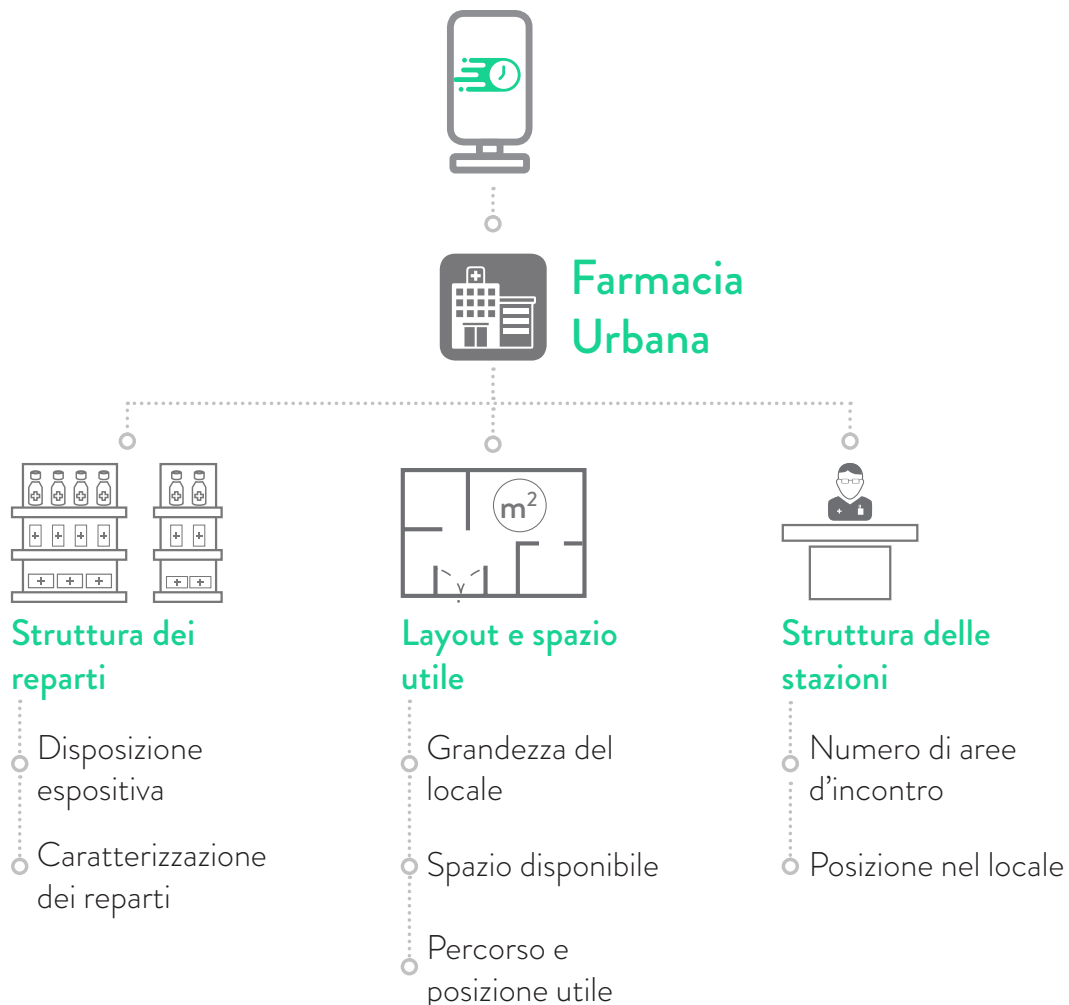 Farmacia
Urbana
m²
Struttura dei
reparti
Disposizione
espositiva
Caratterizzazione
dei reparti
Layout e spazio
utile
Grandezza del
locale
Spazio disponibile
Percorso e
posizione utile
Struttura delle
stazioni
Numero di aree
d’incontro
Posizione nel locale